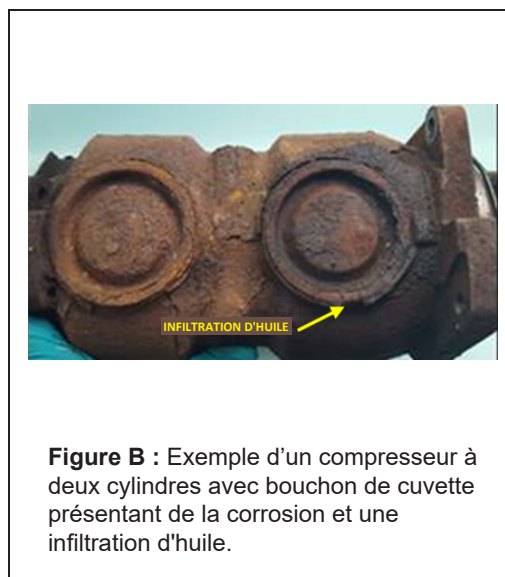 INFILTRATION D'HUILE
Figure B : Exemple d’un compresseur à
deux cylindres avec bouchon de cuvette
présentant de la corrosion et une
infiltration d'huile.